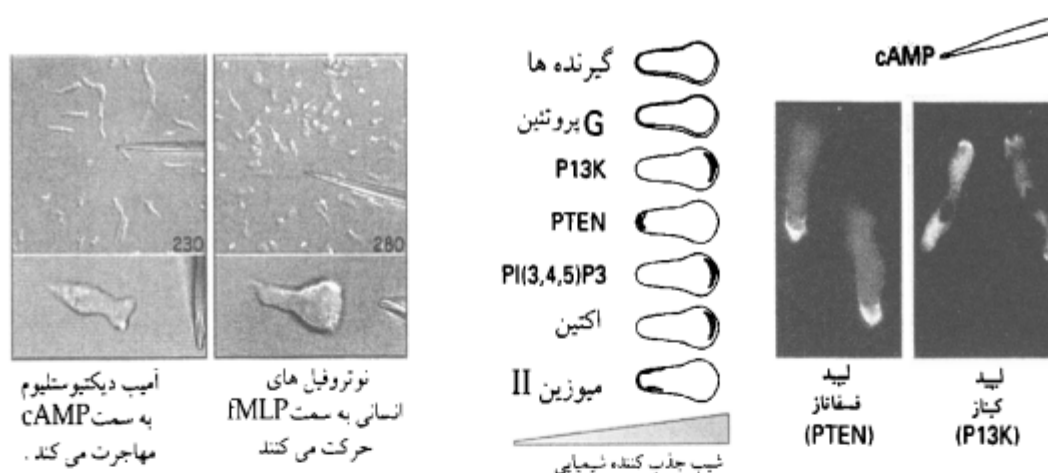 230
280
آمیب دیکتیوستلیوم
به سمت cAMP
مهاجرت می کند .
نوتروفیل های
انسانی به سمت fMLP
حرکت می کنند
گیرنده ها
G پروتئین
P13K
PTEN
PI(3,4,5)P3
اکتین
میوزین II
شیب جذب کننده شیمیایی
cAMP
لیپد
فسفاتاز
(PTEN)
لیپد
کیناز
(P13K)